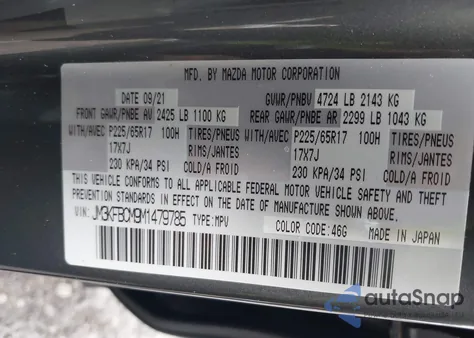 MFD. BY MAZDA MOTOR CORPORATION
DATE 09/21 GVWR/PNBV 4724 LB 2143 KG
FRONT GAWR/PNBE AV 2425 LB 1100 KG REAR GAWR/PNBE AR 2299 LB 1043 KG
WITH/AVEC P225/65R17 100H TIRES/PNEUS WITH/AVEC P225/65R17 100H TIRES/PNEUS
17X7J RIMS/JANTES 17X7J RIMS/JANTES
230 KPA/34 PSI COLD/A FROID 230 KPA/34 PSI COLD/A FROID
THIS VEHICLE CONFORMS TO ALL APPLICABLE FEDERAL MOTOR VEHICLE SAFETY AND THEFT
PREVENTION STANDARDS IN EFFECT ON THE DATE OF MANUFACTURE SHOWN ABOVE.
JM3KFBCM9M1479785 TYPE:MPV COLOR CODE:46G MADE IN JAPAN
autoSnap